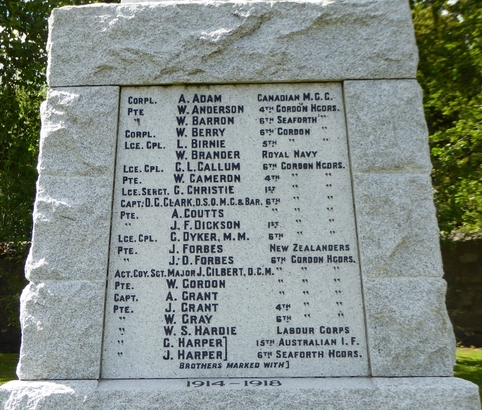 CORPL. A. ADAM CANADIAN M.G.C.
PTE W. ANDERSON 4TH GORDON HGDRS.
" W. BARRON 6TH SEAFORTH "
CORPL. W. BERRY 6TH GORDON "
LCE. CPL. L. BIRNIE 5TH " "
W. BRANDER ROYAL NAVY
LCE. CPL. C. L. CALLUM 6TH GORDON HGDRS.
PTE. W. CAMERON 4TH " "
LCE. SERGT. G. CHRISTIE 1ST " "
CAPT. D. G. CLARK, D.S.O. M.C. & BAR. 6TH " "
PTE. A. COUTTS " " "
" J. F. DICKSON 1ST " "
LCE. CPL. G. DYKER, M.M. 6TH " "
PTE. J. FORBES NEW ZEALANDERS
" J. D. FORBES 6TH GORDON HGDRS.
ACT. COY. SGT. MAJOR J. GILBERT, D.C.M. " " "
PTE. W. GORDON " " "
CAPT. A. GRANT " " "
PTE. J. GRANT 4TH " "
" W. GRAY 6TH " "
" W. S. HARDIE LABOUR CORPS
" G. HARPER] 15TH AUSTRALIAN I. F.
" J. HARPER] 6TH SEAFORTH HGDRS.
BROTHERS MARKED WITH ]
1914-1918